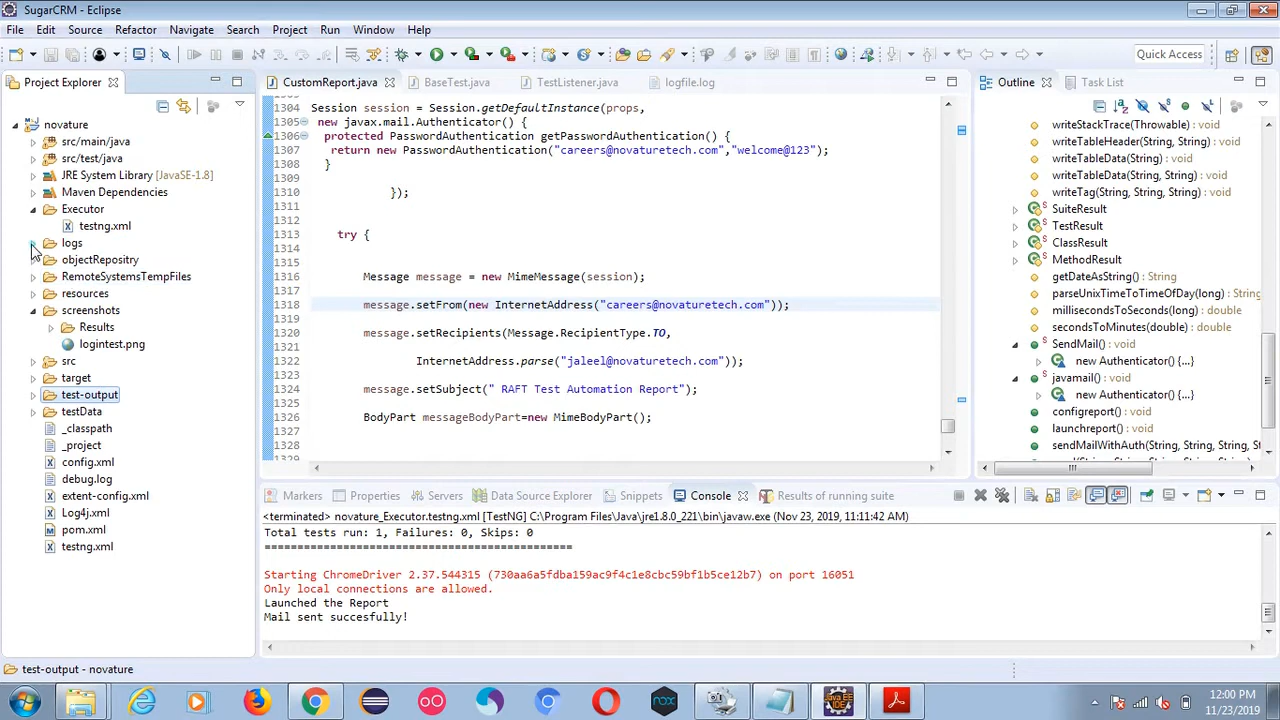 SugarCRM - Eclipse
File Edit Source Refactor Navigate Search Project Run Window Help
Quick Access
Project Explorer
novature
src/main/java
src/test/java
JRE System Library [JavaSE-1.8]
Maven Dependencies
Executor
testng.xml
logs
objectRepositry
RemoteSystemsTempFiles
resources
screenshots
Results
logintest.png
src
target
test-output
testData
_classpath
_project
config.xml
debug.log
extent-config.xml
Log4j.xml
pom.xml
testng.xml
CustomReport.java BaseTest.java TestListener.java logfile.log
1304 Session session = Session.getDefaultInstance(props,
1305 new javax.mail.Authenticator() {
1306 protected PasswordAuthentication getPasswordAuthentication() {
1307 return new PasswordAuthentication("careers@novaturetech.com","welcome@123");
1308 }
1309
1310 });
1311
1312
1313 try {
1314
1315
1316 Message message = new MimeMessage(session);
1317
1318 message.setFrom(new InternetAddress("careers@novaturetech.com"));
1319
1320 message.setRecipients(Message.RecipientType.TO,
1321
1322 InternetAddress.parse("jaleel@novaturetech.com"));
1323
1324 message.setSubject(" RAFT Test Automation Report");
1325
1326 BodyPart messageBodyPart=new MimeBodyPart();
1327
1328
Outline Task List
writeStackTrace(Throwable) : void
writeTableHeader(String, String) : void
writeTableData(String) : void
writeTableData(String, String) : void
writeTag(String, String, String) : void
SuiteResult
TestResult
ClassResult
MethodResult
getDateAsString() : String
parseUnixTimeToTimeOfDay(long) : String
millisecondsToSeconds(long) : double
secondsToMinutes(double) : double
SendMail() : void
new Authenticator() {...}
javamail() : void
new Authenticator() {...}
configreport() : void
launchreport() : void
sendMailWithAuth(String, String, String,
Markers Properties Servers Data Source Explorer Snippets Console Results of running suite
<terminated> novature_Executor.testng.xml [TestNG] C:\Program Files\Java\jre1.8.0_221\bin\javaw.exe (Nov 23, 2019, 11:11:42 AM)
Total tests run: 1, Failures: 0, Skips: 0
===============================================
Starting ChromeDriver 2.37.544315 (730aa6a5fdba159ac9f4c1e8cbc59bf1b5ce12b7) on port 16051
Only local connections are allowed.
Launched the Report
Mail sent succesfully!
test-output - novature
nox
Java EE
IDE
12:00 PM
11/23/2019